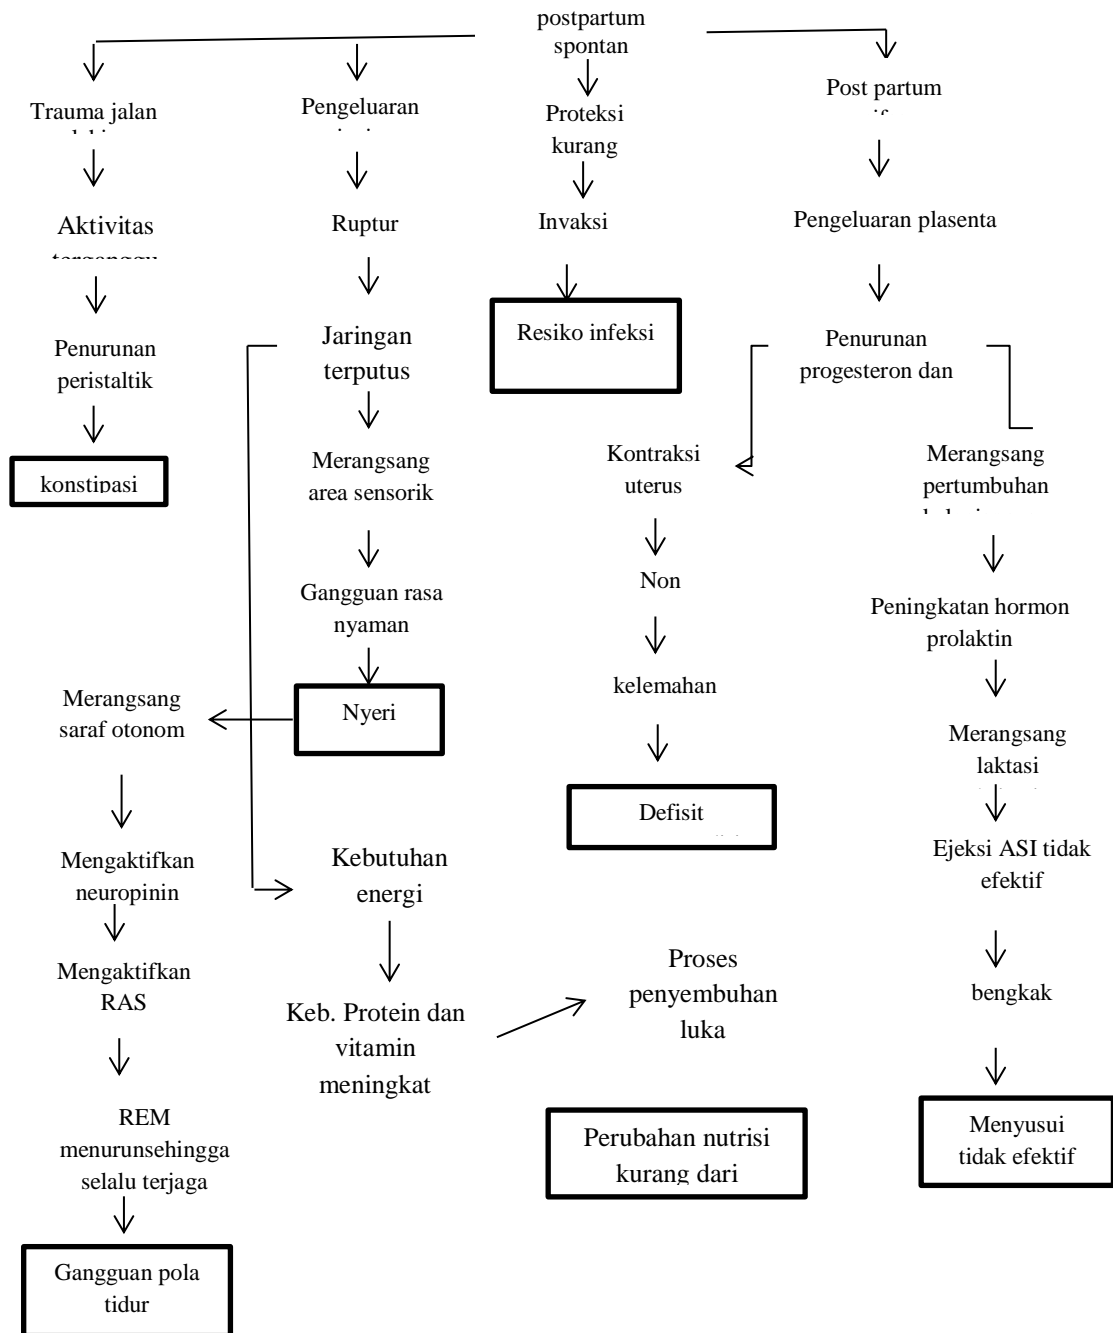 postpartum
spontan
Trauma jalan
Pengeluaran
Proteksi
kurang
Post partum
Aktivitas
terganggu
Ruptur
Invaksi
Pengeluaran plasenta
Penurunan
peristaltik
Jaringan
terputus
Resiko infeksi
Penurunan
progesteron dan
konstipasi
Merangsang
area sensorik
Kontraksi
uterus
Merangsang
pertumbuhan
Gangguan rasa
nyaman
Non
Peningkatan hormon
prolaktin
Merangsang
saraf otonom
Nyeri
kelemahan
Merangsang
laktasi
Defisit
Mengaktifkan
neuropinin
Kebutuhan
energi
Ejeksi ASI tidak
efektif
Mengaktifkan
RAS
Keb. Protein dan
vitamin
meningkat
Proses
penyembuhan
luka
bengkak
REM
menurunsehingga
selalu terjaga
Perubahan nutrisi
kurang dari
Menyusui
tidak efektif
Gangguan pola
tidur